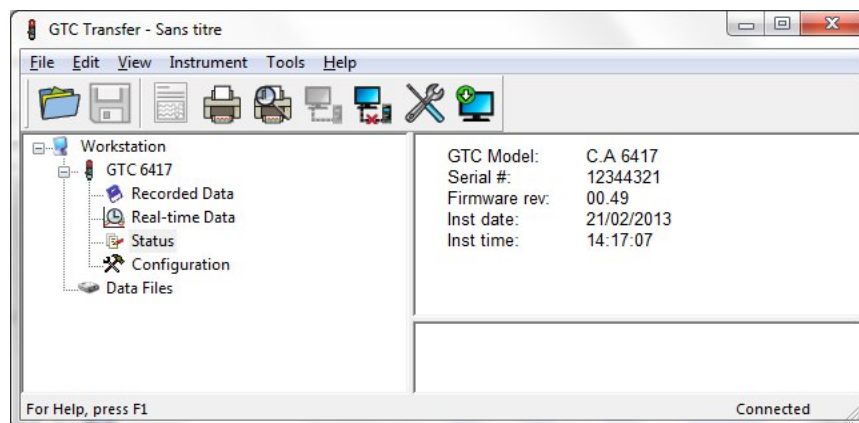 GTC Transfer - Sans titre
File Edit View Instrument Tools Help
Workstation
GTC 6417
Recorded Data
Real-time Data
Status
Configuration
Data Files
GTC Model: C.A 6417
Serial #: 12344321
Firmware rev: 00.49
Inst date: 21/02/2013
Inst time: 14:17:07
For Help, press F1 Connected